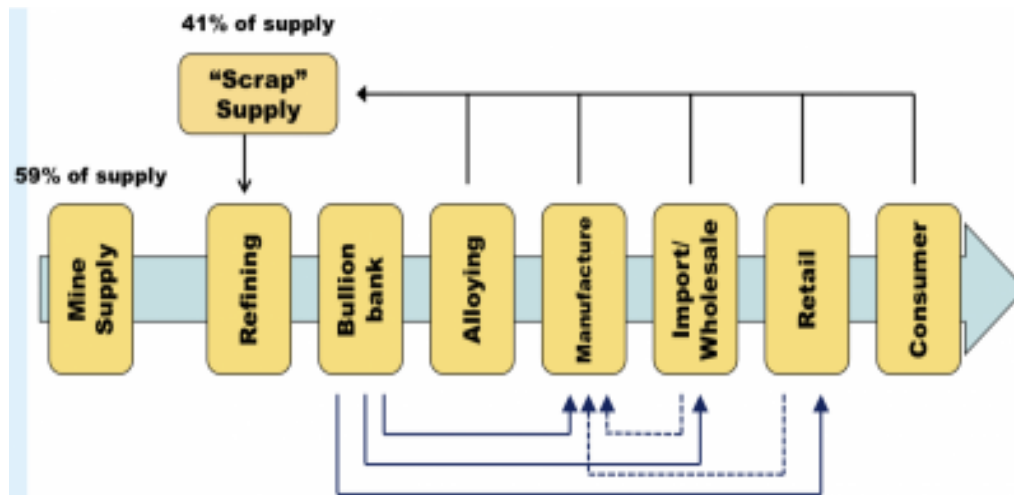 41% of supply
“Scrap”
Supply
59% of supply
Mine
Supply
Refining
Bullion
bank
Alloying
Manufacture
Import/
Wholesale
Retail
Consumer